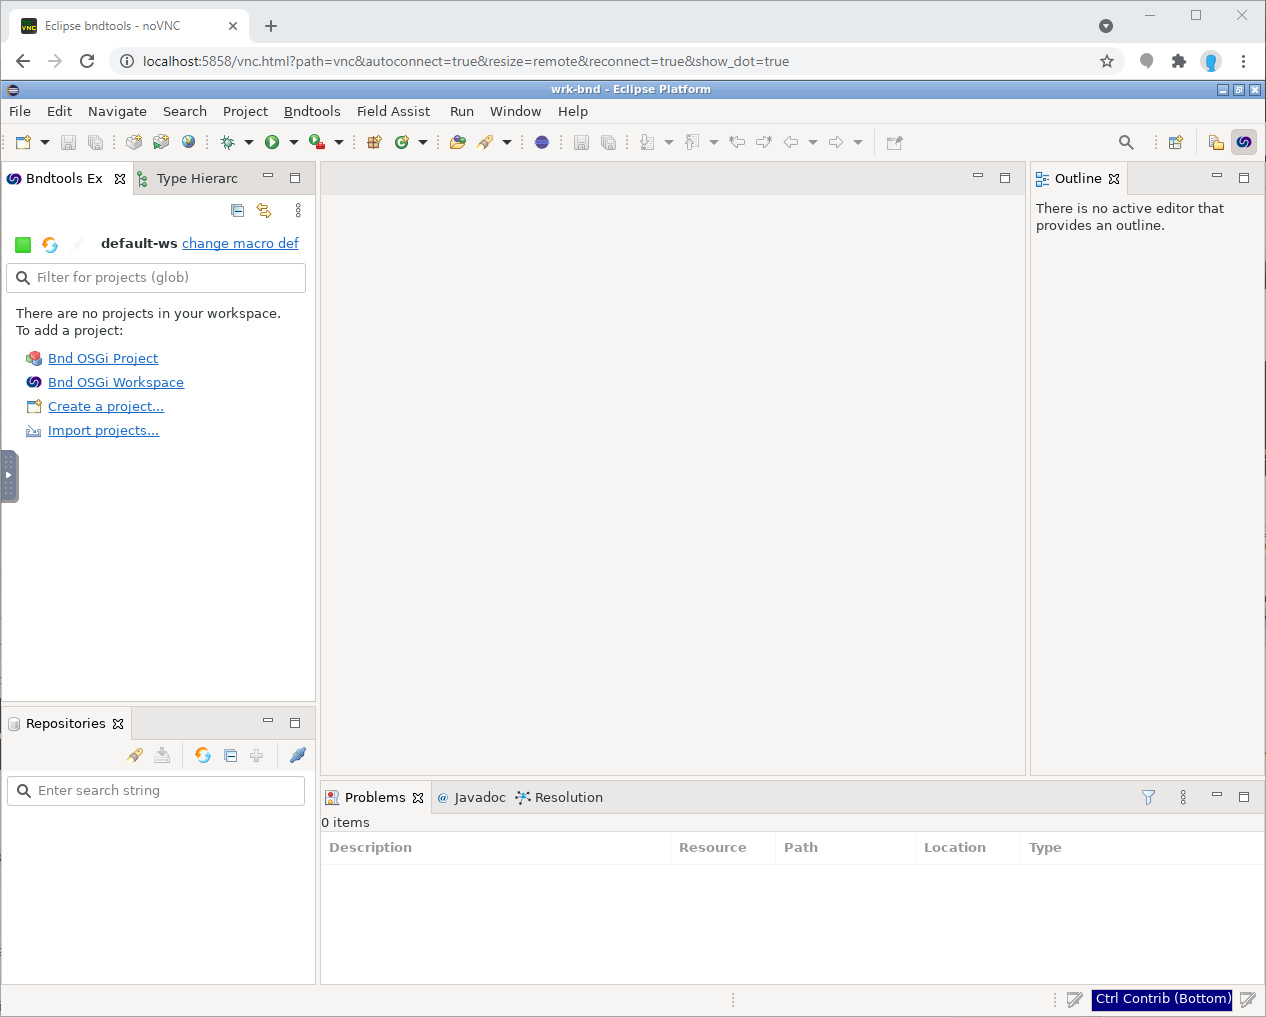 Eclipse bndtools - noVNC
localhost:5858/vnc.html?path=vnc&autoconnect=true&resize=remote&reconnect=true&show_dot=true
wrk-bnd - Eclipse Platform
File Edit Navigate Search Project Bndtools Field Assist Run Window Help
Bndtools Ex Type Hierarc
Outline
There is no active editor that
provides an outline.
default-ws change macro def
Filter for projects (glob)
There are no projects in your workspace.
To add a project:
Bnd OSGi Project
Bnd OSGi Workspace
Create a project...
Import projects...
Repositories
Enter search string
Problems @ Javadoc Resolution
0 items
Description Resource Path Location Type
Ctrl Contrib (Bottom)